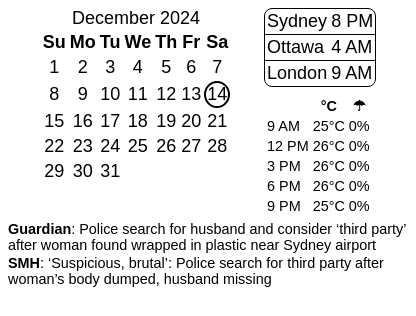 December 2024
Su Mo Tu We Th Fr Sa
1 2 3 4 5 6 7
8 9 10 11 12 13 14
15 16 17 18 19 20 21
22 23 24 25 26 27 28
29 30 31
Sydney 8 PM
Ottawa 4 AM
London 9 AM
°C ☂
9 AM 25°C 0%
12 PM 26°C 0%
3 PM 26°C 0%
6 PM 26°C 0%
9 PM 25°C 0%
Guardian: Police search for husband and consider ‘third party’
after woman found wrapped in plastic near Sydney airport
SMH: ‘Suspicious, brutal’: Police search for third party after
woman’s body dumped, husband missing